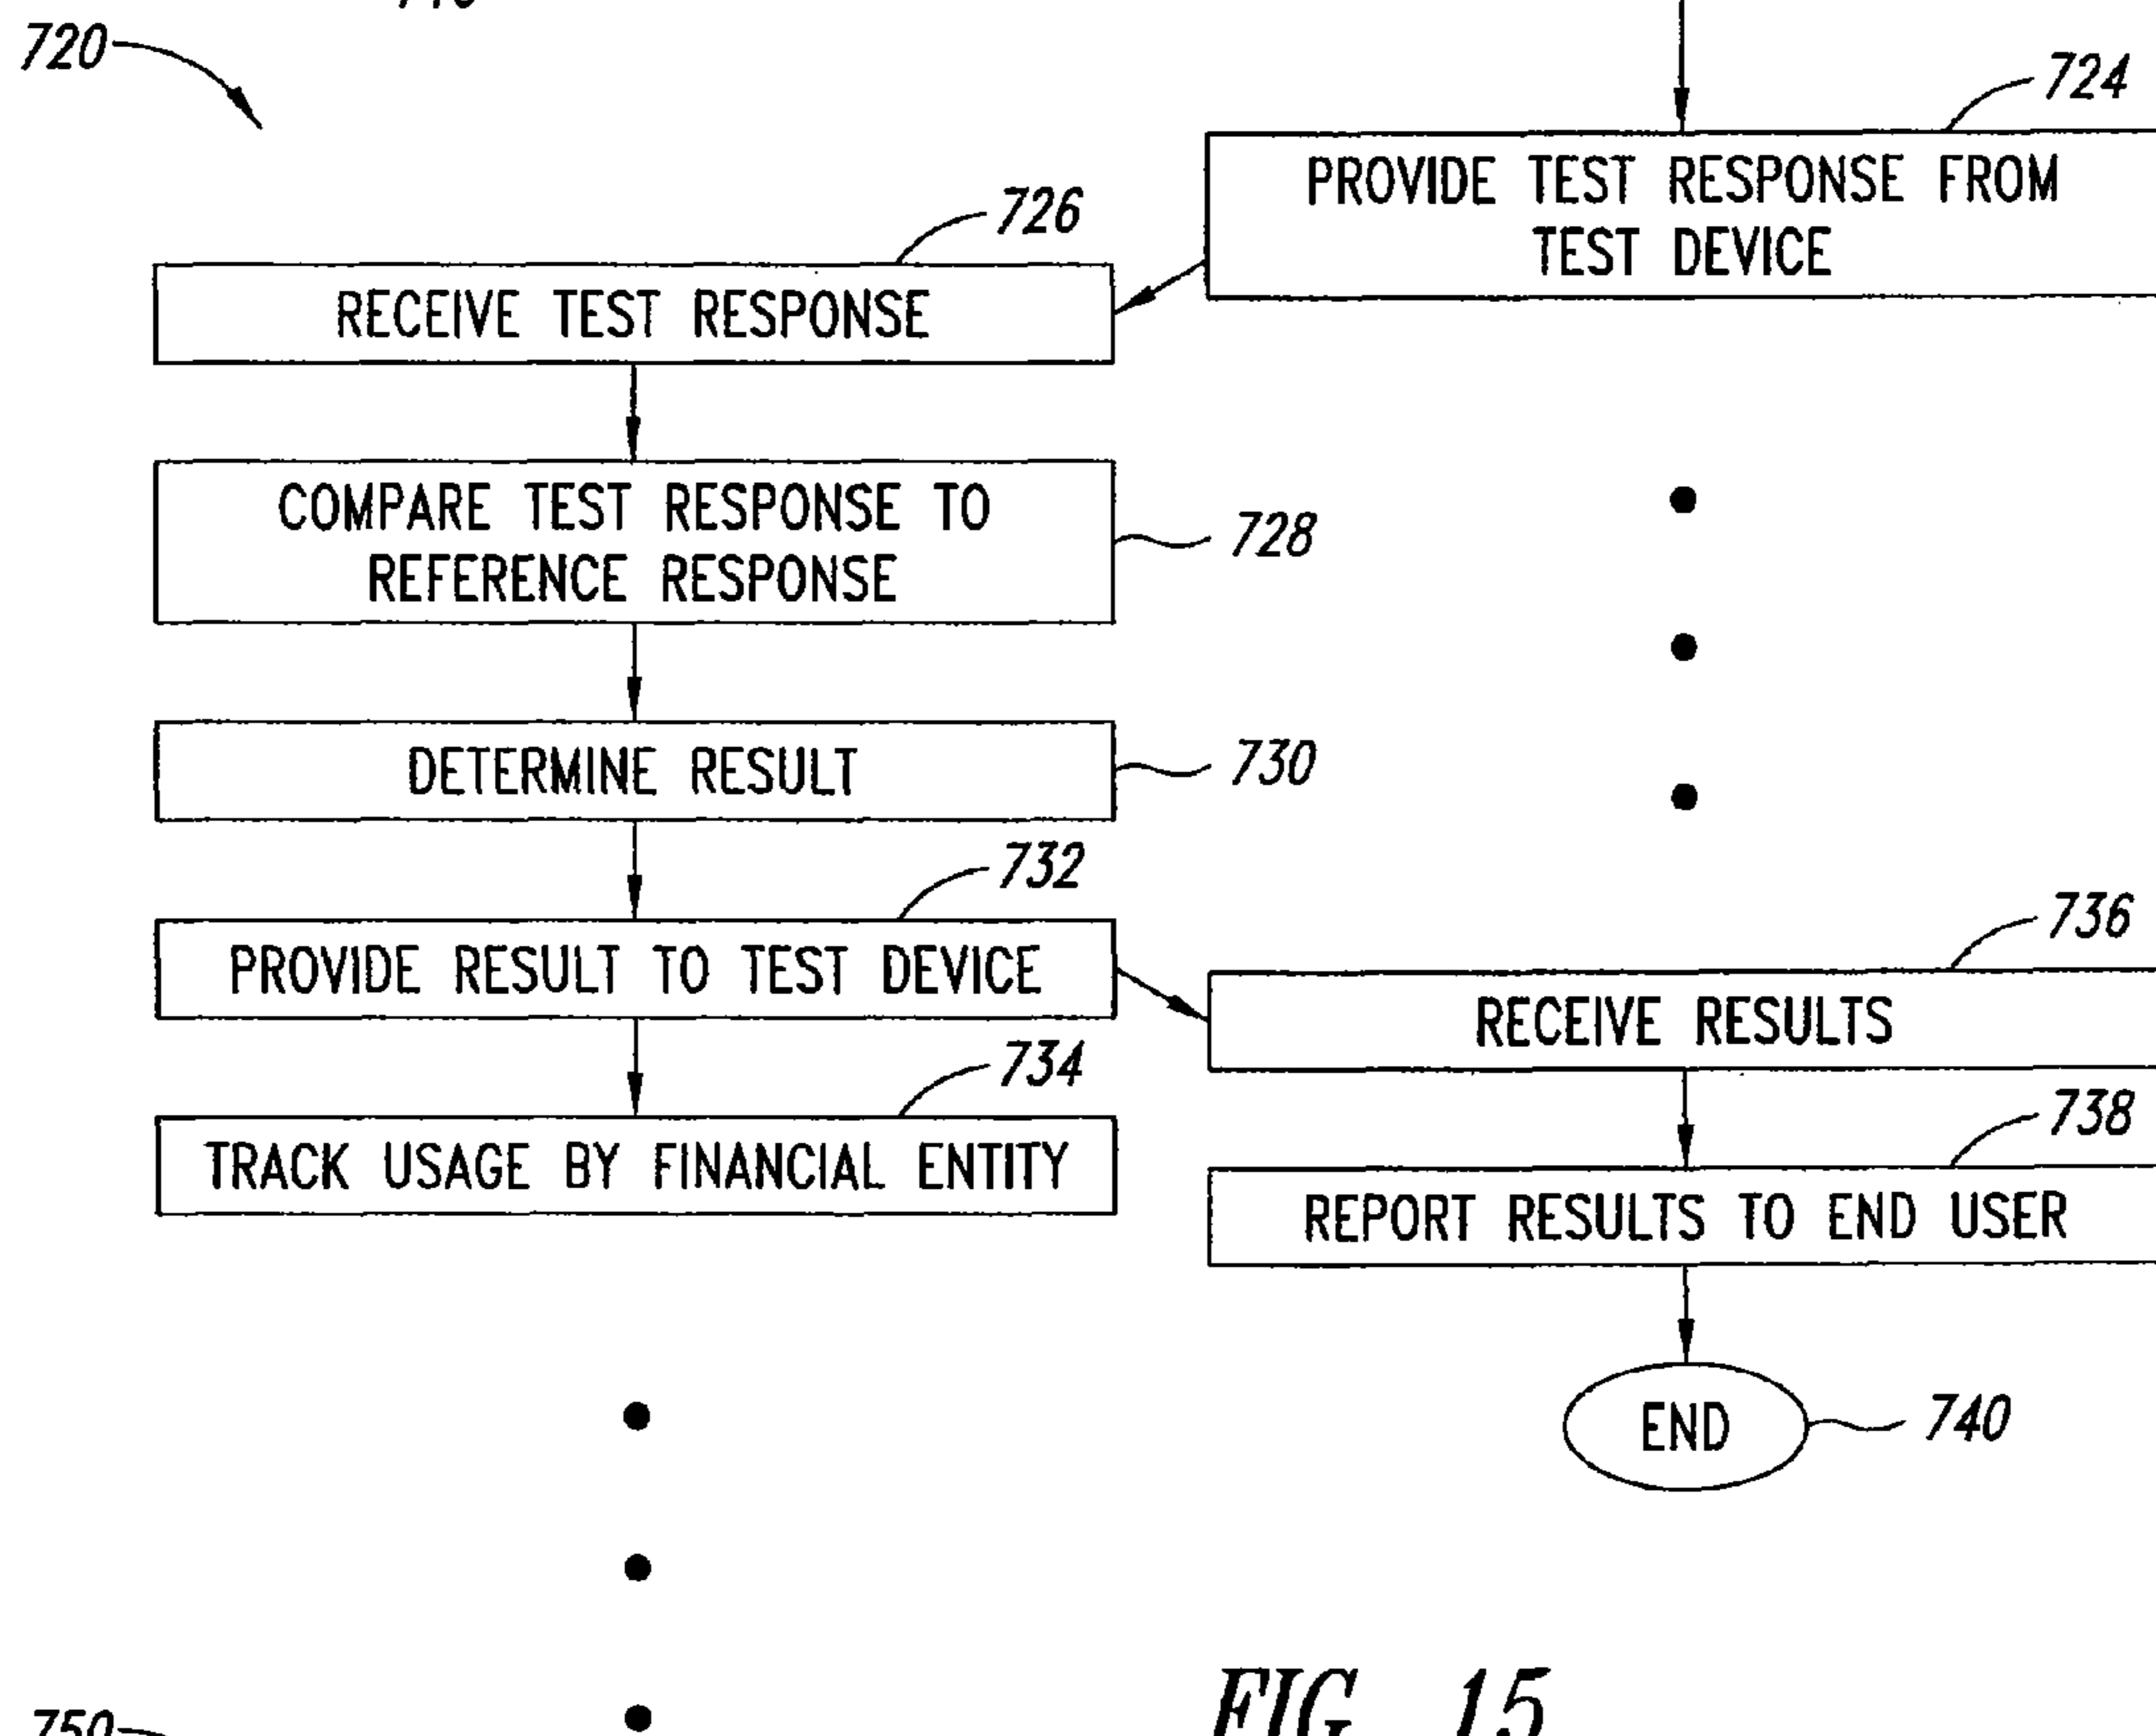 720
724
PROVIDE TEST RESPONSE FROM
TEST DEVICE
726
RECEIVE TEST RESPONSE
COMPARE TEST RESPONSE TO
REFERENCE RESPONSE
728
DETERMINE RESULT
730
732
PROVIDE RESULT TO TEST DEVICE
736
RECEIVE RESULTS
734
TRACK USAGE BY FINANCIAL ENTITY
738
REPORT RESULTS TO END USER
END
740
FIG. 15
750